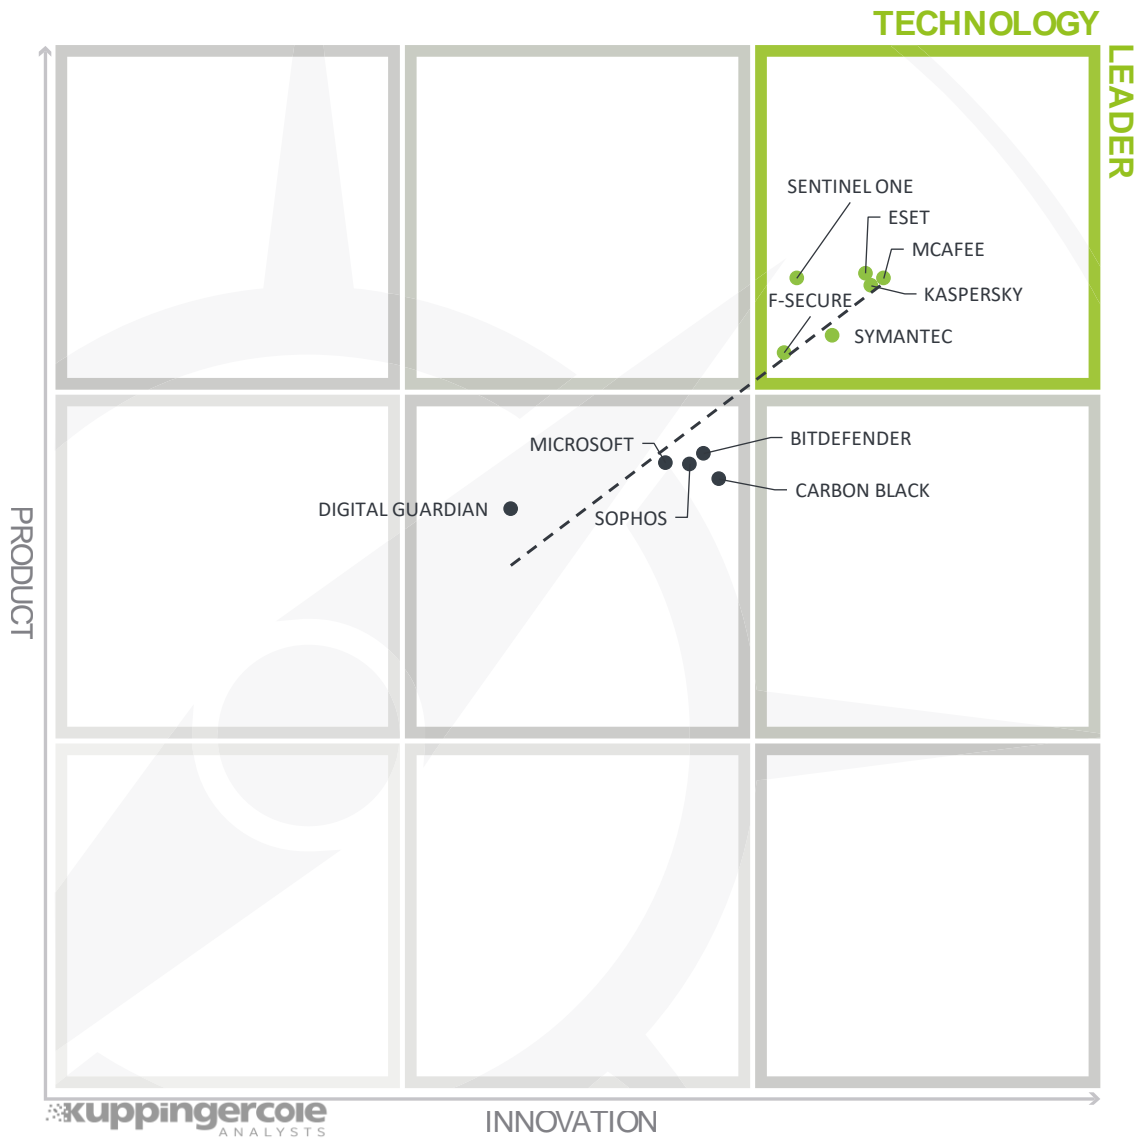 TECHNOLOGY
LEADER
SENTINEL ONE
ESET
MCAFEE
KASPERSKY
F-SECURE
SYMANTEC
MICROSOFT
BITDEFENDER
CARBON BLACK
DIGITAL GUARDIAN
SOPHOS
PRODUCT
kuppingercole
ANALYSTS
INNOVATION